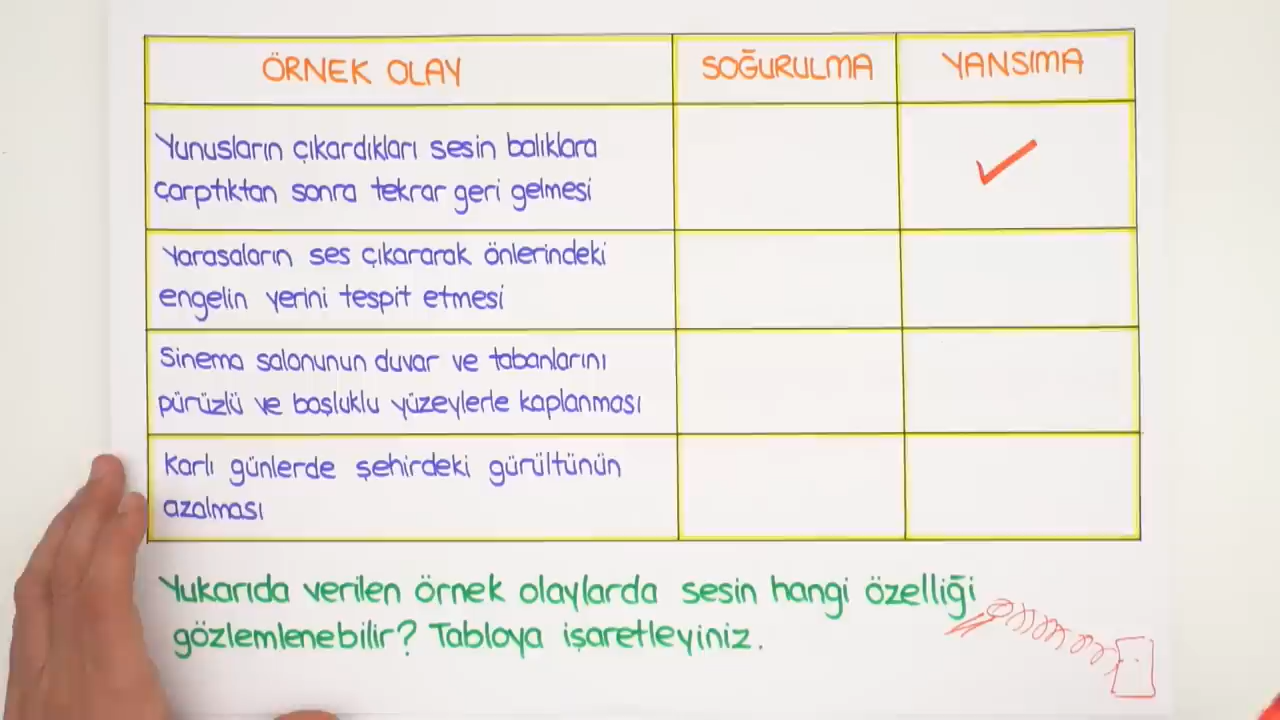 ÖRNEK OLAY SOĞURULMA YANSIMA
Yunusların çıkardıkları sesin balıklara
çarptıktan sonra tekrar geri gelmesi
Yarasaların ses çıkararak önlerindeki
engelin yerini tespit etmesi
Sinema salonunun duvar ve tabanlarını
pürüzlü ve boşluklu yüzeylerle kaplanması
Karlı günlerde şehirdeki gürültünün
azalması
Yukarıda verilen örnek olaylarda sesin hangi özelliği
gözlemlenebilir? Tabloya işaretleyiniz.